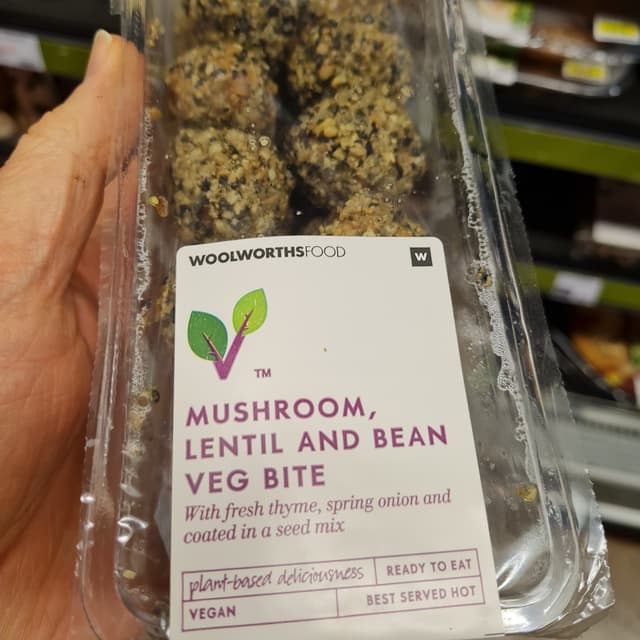 WOOLWORTHSFOOD
W
TM
MUSHROOM,
LENTIL AND BEAN
VEG BITE
With fresh thyme, spring onion and
coated in a seed mix
plant-based deliciousness
READY TO EAT
VEGAN
BEST SERVED HOT